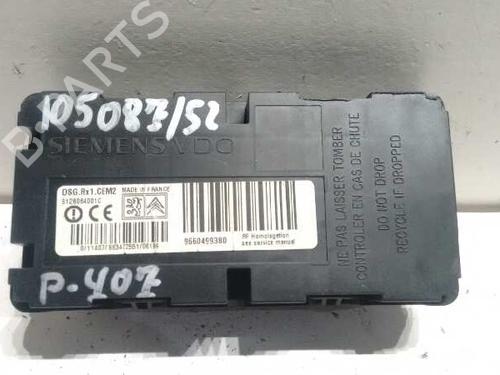 105087/52
SIEMENS VDO
DSG.Rx1.CEM2 MADE IN FRANCE
S126064001C
9660499380
RF Homologation
see service manual
P-407
NE PAS LAISSER TOMBER
CONTROLER EN CAS DE CHUTE
DO NOT DROP
RECYCLE IF DROPPED
B-PARTS